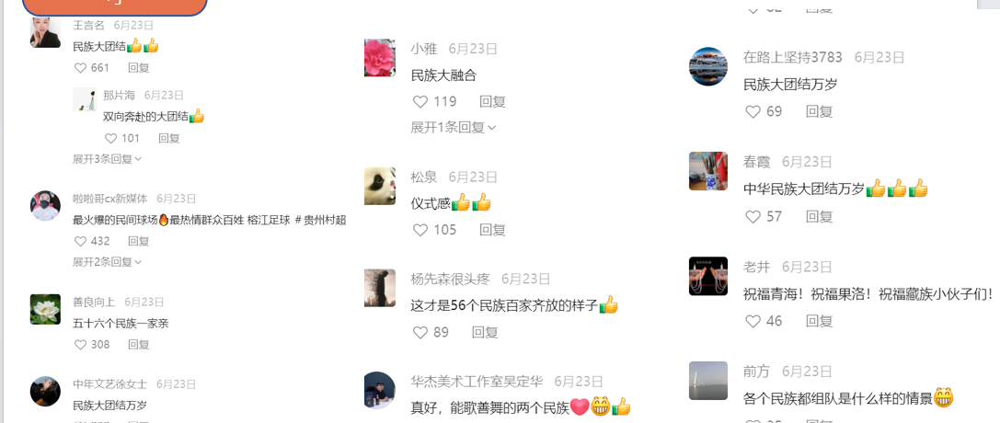 王言名 6月23日
民族大团结👍👍
661 回复
那片海 6月23日
双向奔赴的大团结👍
101 回复
展开3条回复
啦啦哥cx新媒体 6月23日
最火爆的民间球场🔥最热情群众百姓 榕江足球 #贵州村超
432 回复
展开2条回复
善良向上 6月23日
五十六个民族一家亲
308 回复
中年文艺徐女士 6月23日
民族大团结万岁
小雅 6月23日
民族大融合
119 回复
展开1条回复
松泉 6月23日
仪式感👍👍
105 回复
杨先森很头疼 6月23日
这才是56个民族百家齐放的样子👍
89 回复
华杰美术工作室吴定华 6月23日
真好，能歌善舞的两个民族❤️😁👍
回复
在路上坚持3783 6月23日
民族大团结万岁
69 回复
春霞 6月23日
中华民族大团结万岁👍👍👍
57 回复
老井 6月23日
祝福青海！祝福果洛！祝福藏族小伙子们！
46 回复
前方 6月23日
各个民族都组队是什么样的情景😁